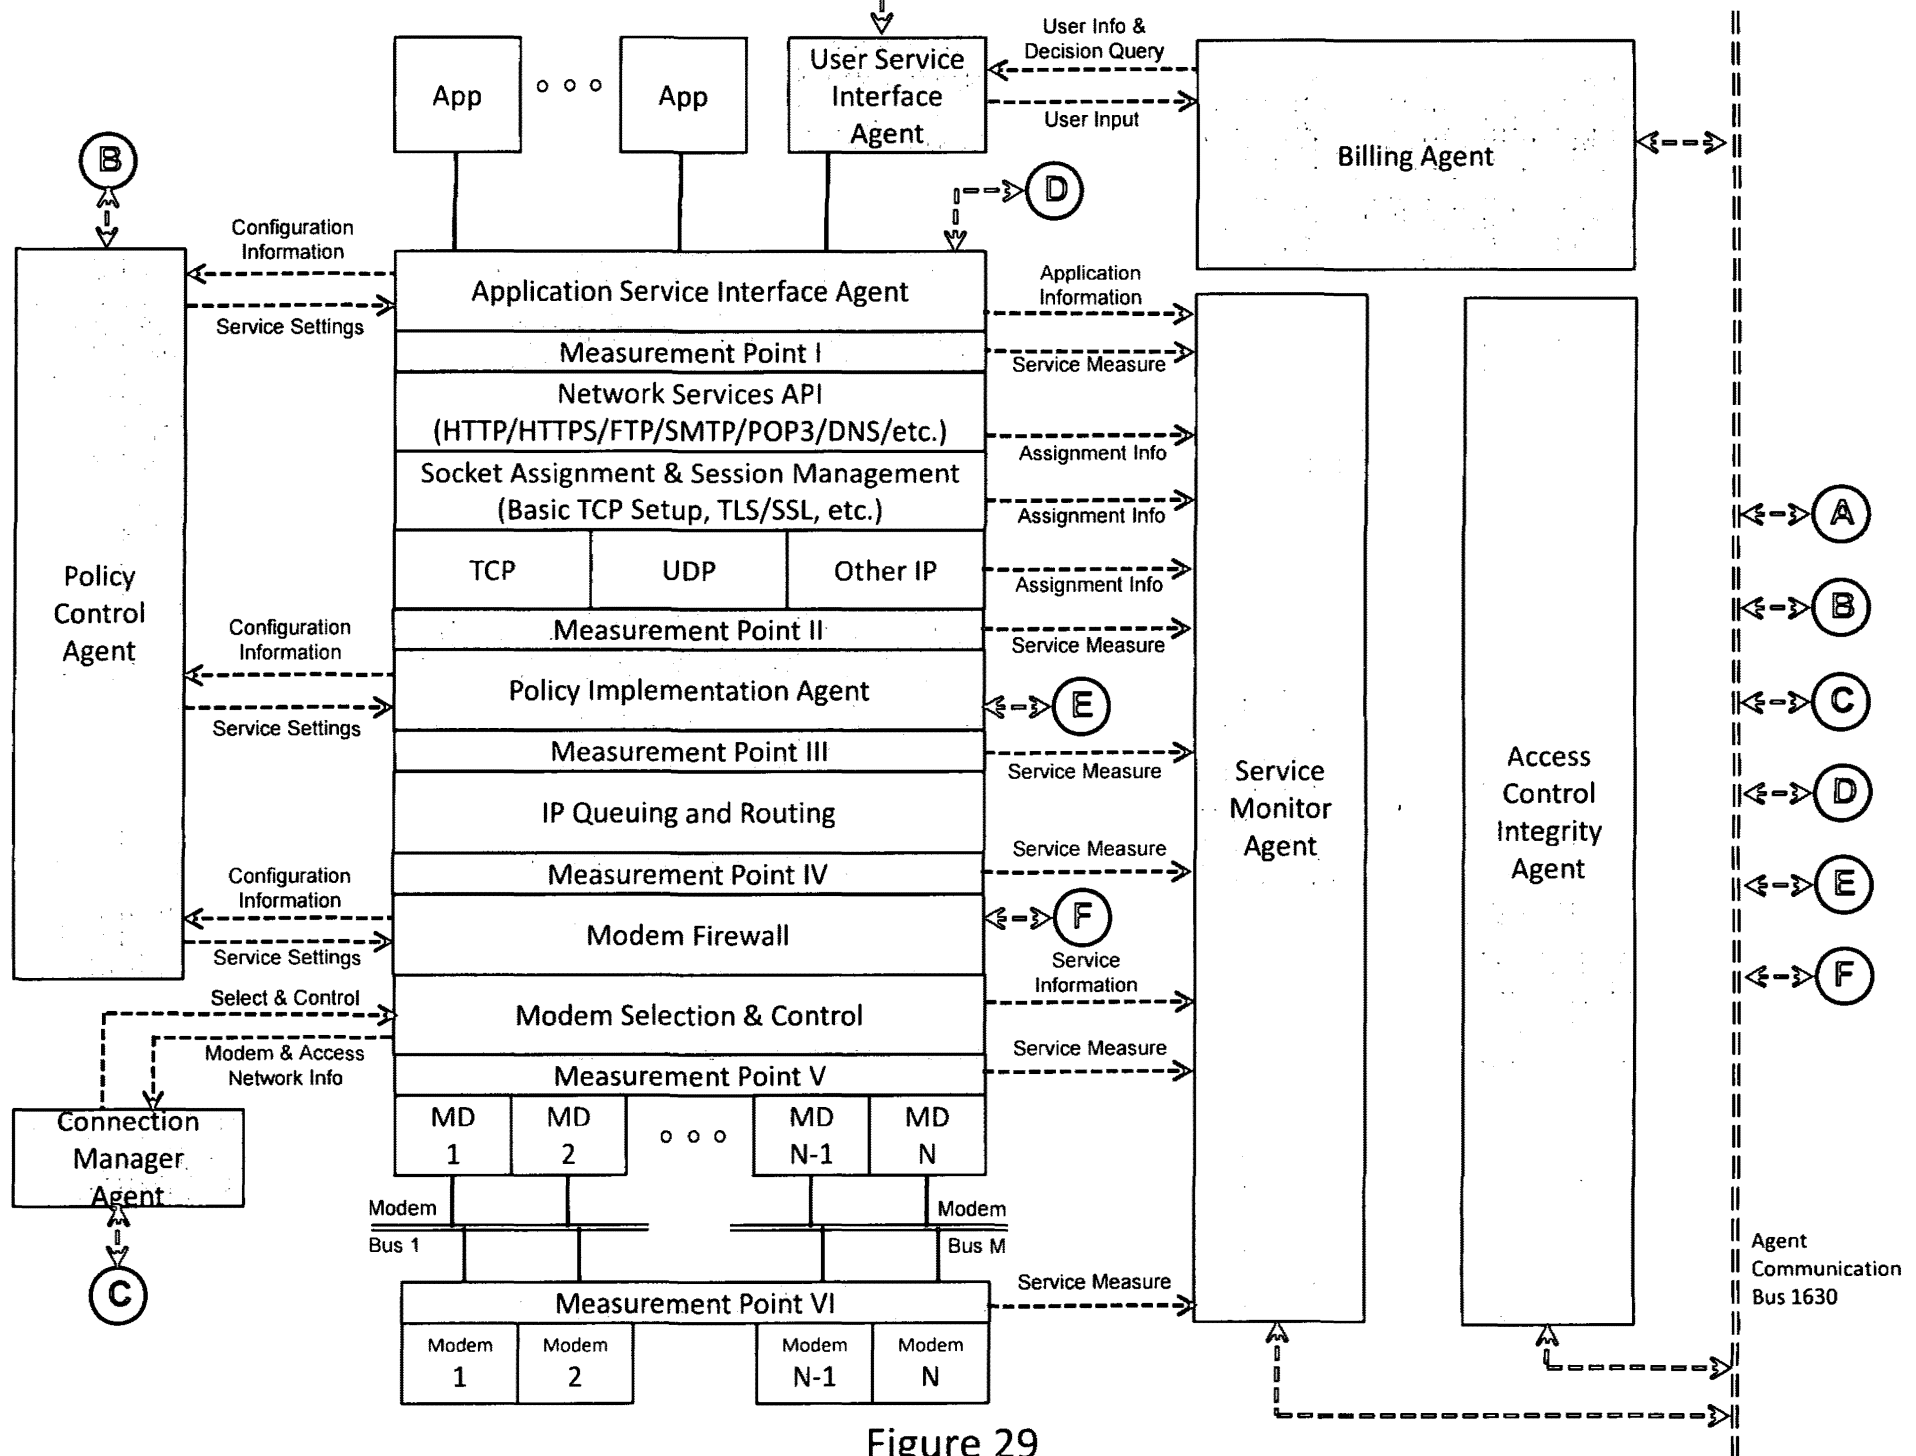 User Info &
Decision Query
User Service
Interface
Agent
App
App
User Input
Billing Agent
B
D
Configuration
Information
Service Settings
Application Service Interface Agent
Application
Information
Measurement Point I
Service Measure
Network Services API
(HTTP/HTTPS/FTP/SMTP/POP3/DNS/etc.)
Assignment Info
Socket Assignment & Session Management
(Basic TCP Setup, TLS/SSL, etc.)
Assignment Info
TCP
UDP
Other IP
Assignment Info
Policy
Control
Agent
Measurement Point II
Service Measure
Configuration
Information
Service Settings
Policy Implementation Agent
E
Measurement Point III
Service Measure
IP Queuing and Routing
Service Measure
Measurement Point IV
Configuration
Information
Service Settings
Modem Firewall
F
Service
Information
Select & Control
Modem Selection & Control
Modem & Access
Network Info
Service Measure
Measurement Point V
Service
Monitor
Agent
Access
Control
Integrity
Agent
A
B
C
D
E
F
Connection
Manager
Agent
C
MD
1
MD
2
MD
N-1
MD
N
Modem
Bus 1
Modem
Bus M
Measurement Point VI
Service Measure
Modem
1
Modem
2
Modem
N-1
Modem
N
Agent
Communication
Bus 1630
Figure 29